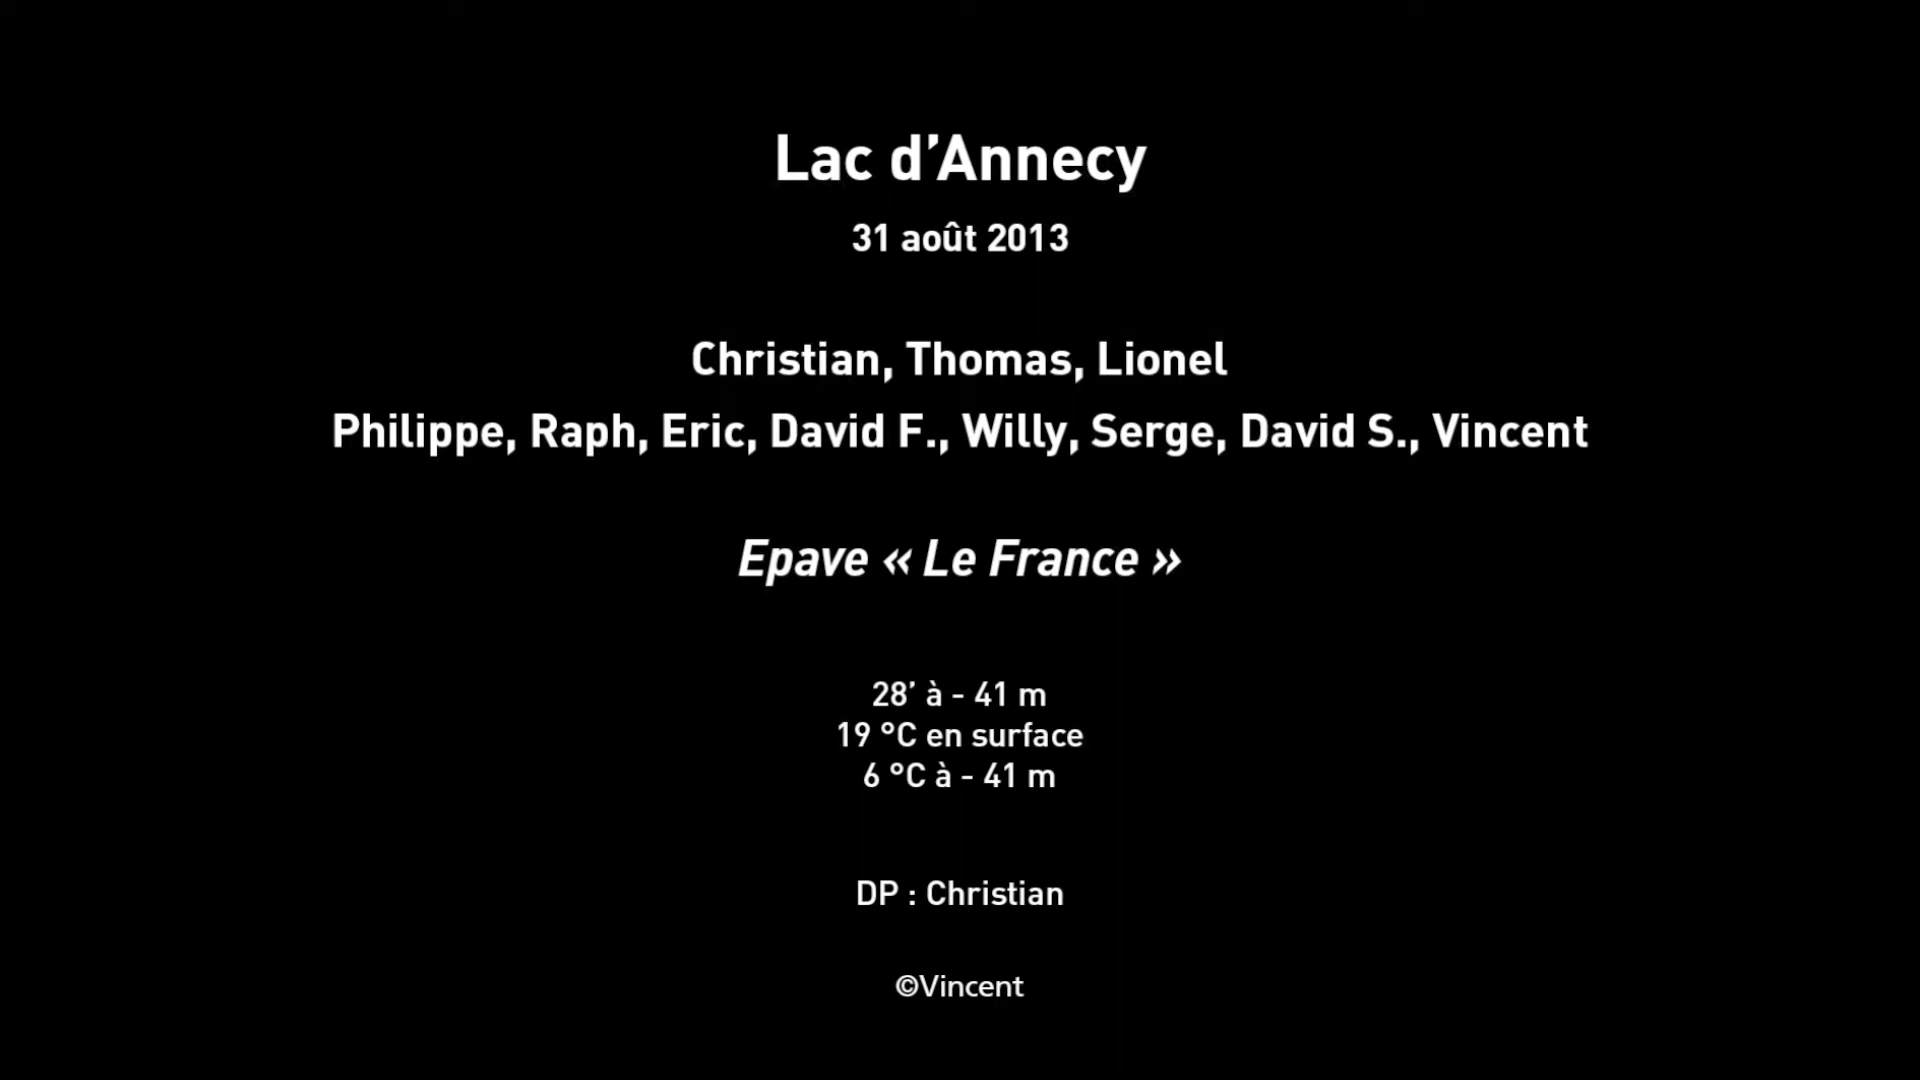 Lac d’Annecy
31 août 2013
Christian, Thomas, Lionel
Philippe, Raph, Eric, David F., Willy, Serge, David S., Vincent
Epave « Le France »
28’ à - 41 m
19 °C en surface
6 °C à - 41 m
DP : Christian
©Vincent